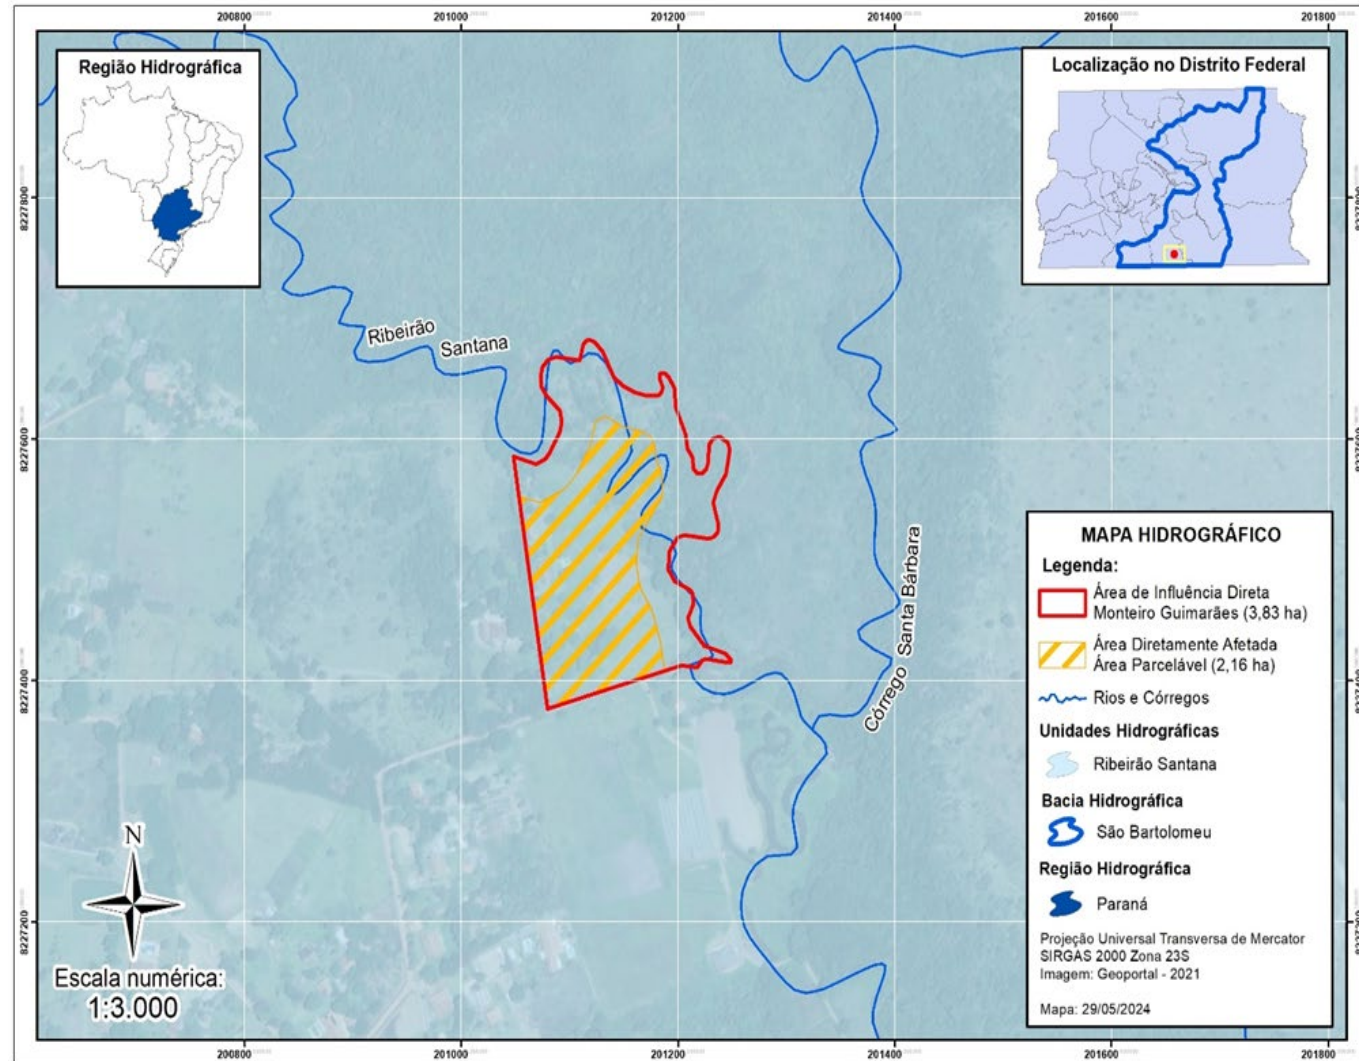 200800
201000
201200
201400
201600
201800
Região Hidrográfica
Localização no Distrito Federal
8227800
8227800
Ribeirão
Santana
8227600
8227600
Córrego Santa Bárbara
8227400
8227400
8227200
8227200
MAPA HIDROGRÁFICO
Legenda:
Área de Influência Direta
Monteiro Guimarães (3,83 ha)
Área Diretamente Afetada
Área Parcelável (2,16 ha)
Rios e Córregos
Unidades Hidrográficas
Ribeirão Santana
Bacia Hidrográfica
São Bartolomeu
Região Hidrográfica
Paraná
Projeção Universal Transversa de Mercator
SIRGAS 2000 Zona 23S
Imagem: Geoportal - 2021
Mapa: 29/05/2024
N
Escala numérica:
1:3.000
200800
201000
201200
201400
201600
201800